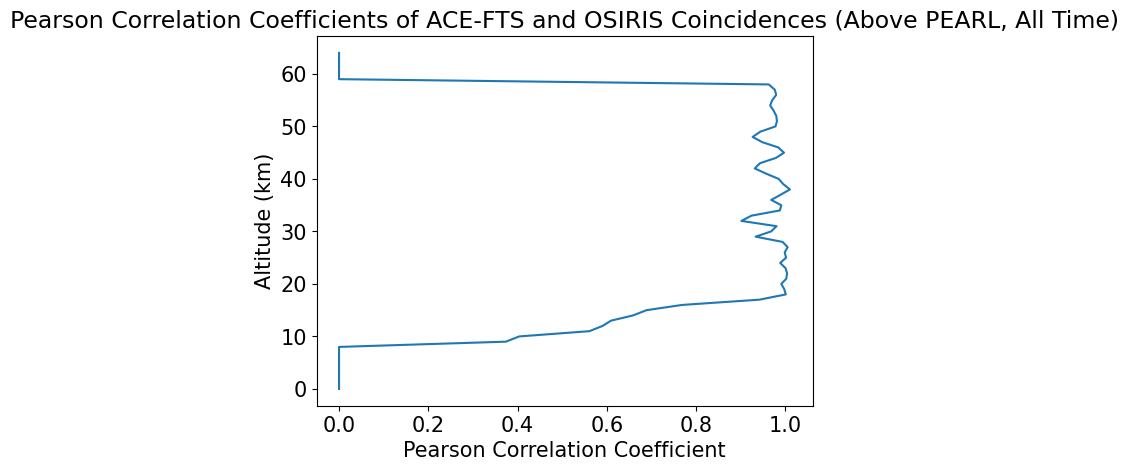 Pearson Correlation Coefficients of ACE-FTS and OSIRIS Coincidences (Above PEARL, All Time)
60
50
40
30
20
10
0
Altitude (km)
0.0 0.2 0.4 0.6 0.8 1.0
Pearson Correlation Coefficient